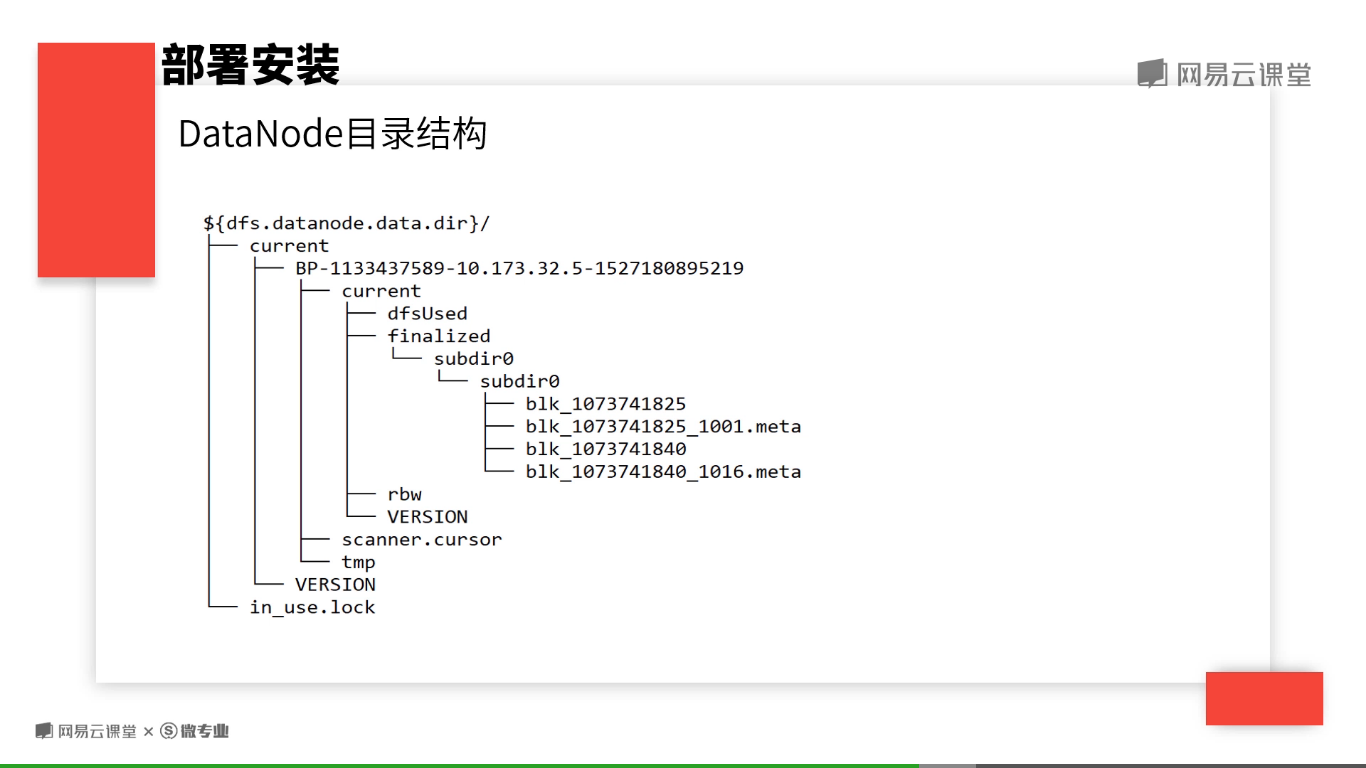 部署安装
网易云课堂
DataNode目录结构
${dfs.datanode.data.dir}/
├── current
│   ├── BP-1133437589-10.173.32.5-1527180895219
│   │   ├── current
│   │   │   ├── dfsUsed
│   │   │   ├── finalized
│   │   │   │   └── subdir0
│   │   │   │       └── subdir0
│   │   │   │           ├── blk_1073741825
│   │   │   │           ├── blk_1073741825_1001.meta
│   │   │   │           ├── blk_1073741840
│   │   │   │           └── blk_1073741840_1016.meta
│   │   │   ├── rbw
│   │   │   └── VERSION
│   │   ├── scanner.cursor
│   │   └── tmp
│   └── VERSION
└── in_use.lock
网易云课堂 × Ⓢ微专业